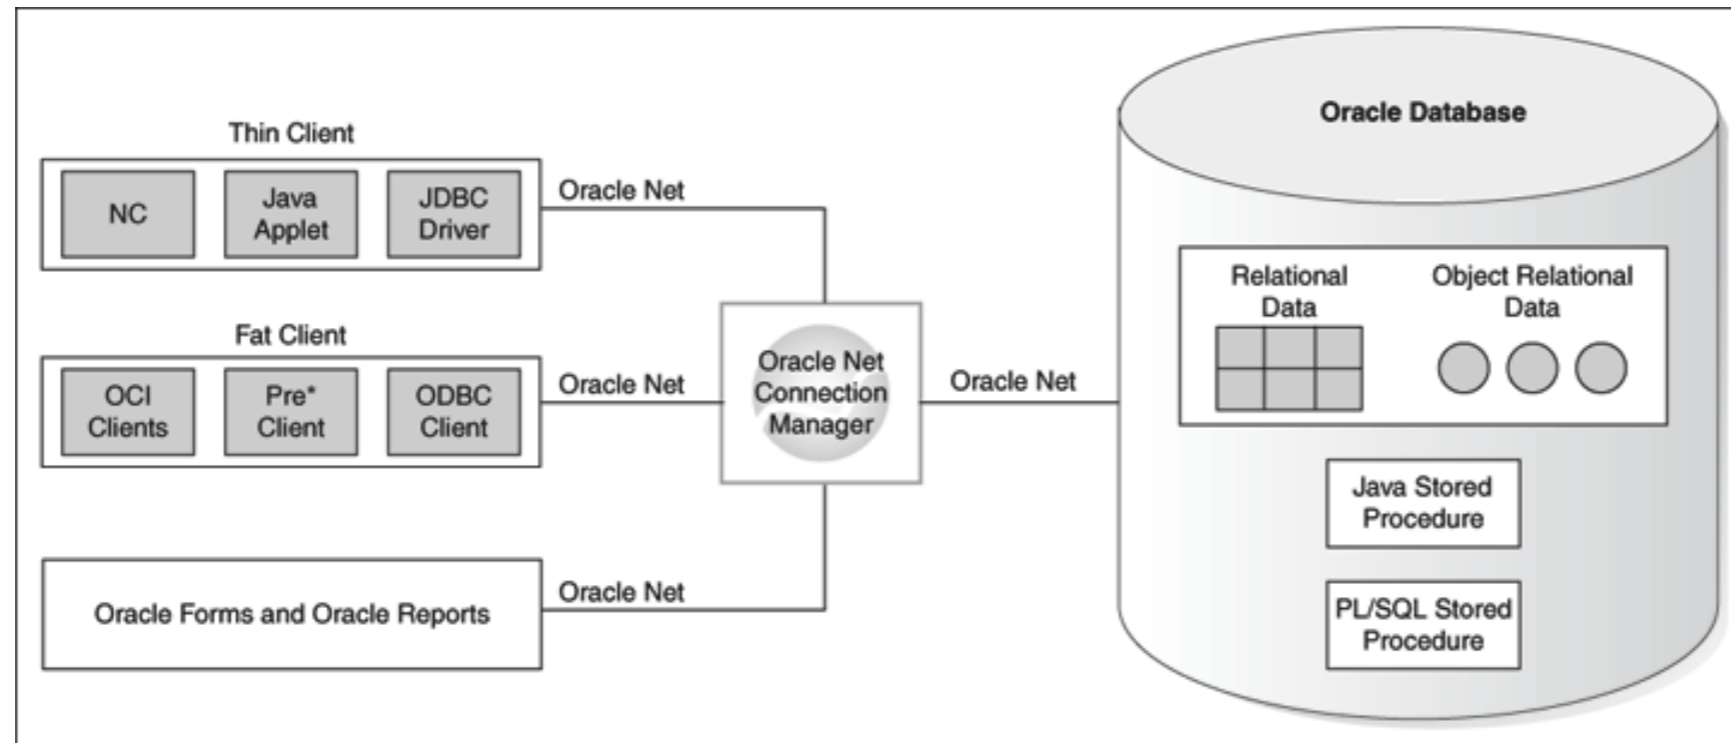 Thin Client
NC
Java
Applet
JDBC
Driver
Oracle Net
Fat Client
OCI
Clients
Pre*
Client
ODBC
Client
Oracle Net
Oracle Forms and Oracle Reports
Oracle Net
Oracle Net
Connection
Manager
Oracle Net
Oracle Database
Relational
Data
Object Relational
Data
Java Stored
Procedure
PL/SQL Stored
Procedure